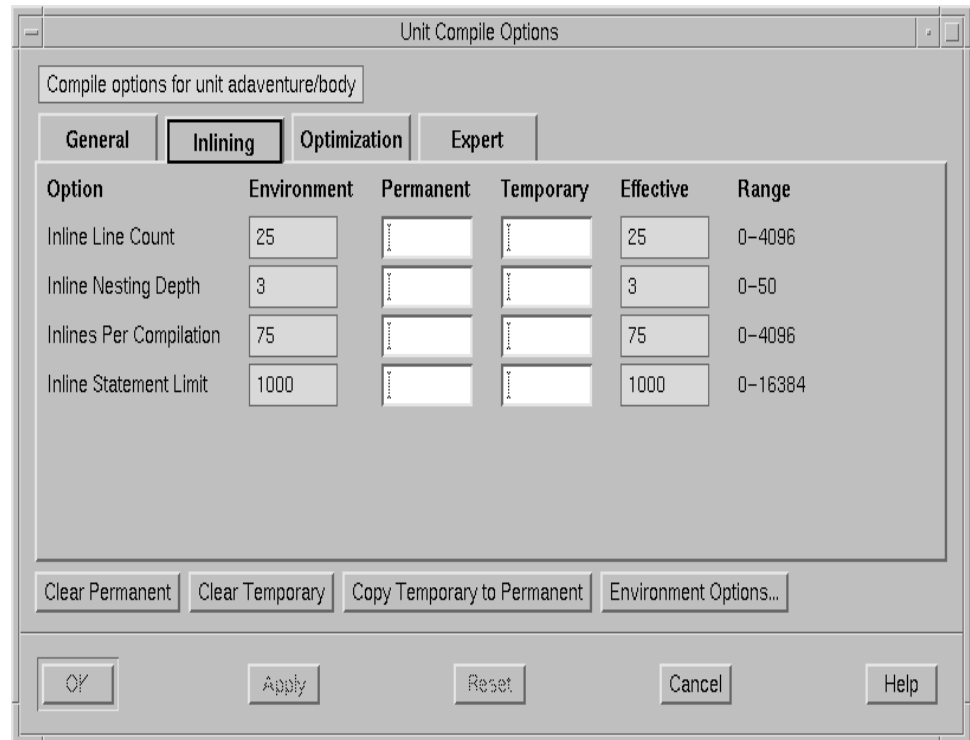 Unit Compile Options
Compile options for unit adaventure/body
General Inlining Optimization Expert
Option Environment Permanent Temporary Effective Range
Inline Line Count 25 25 0-4096
Inline Nesting Depth 3 3 0-50
Inlines Per Compilation 75 75 0-4096
Inline Statement Limit 1000 1000 0-16384
Clear Permanent Clear Temporary Copy Temporary to Permanent Environment Options...
OK Apply Reset Cancel Help